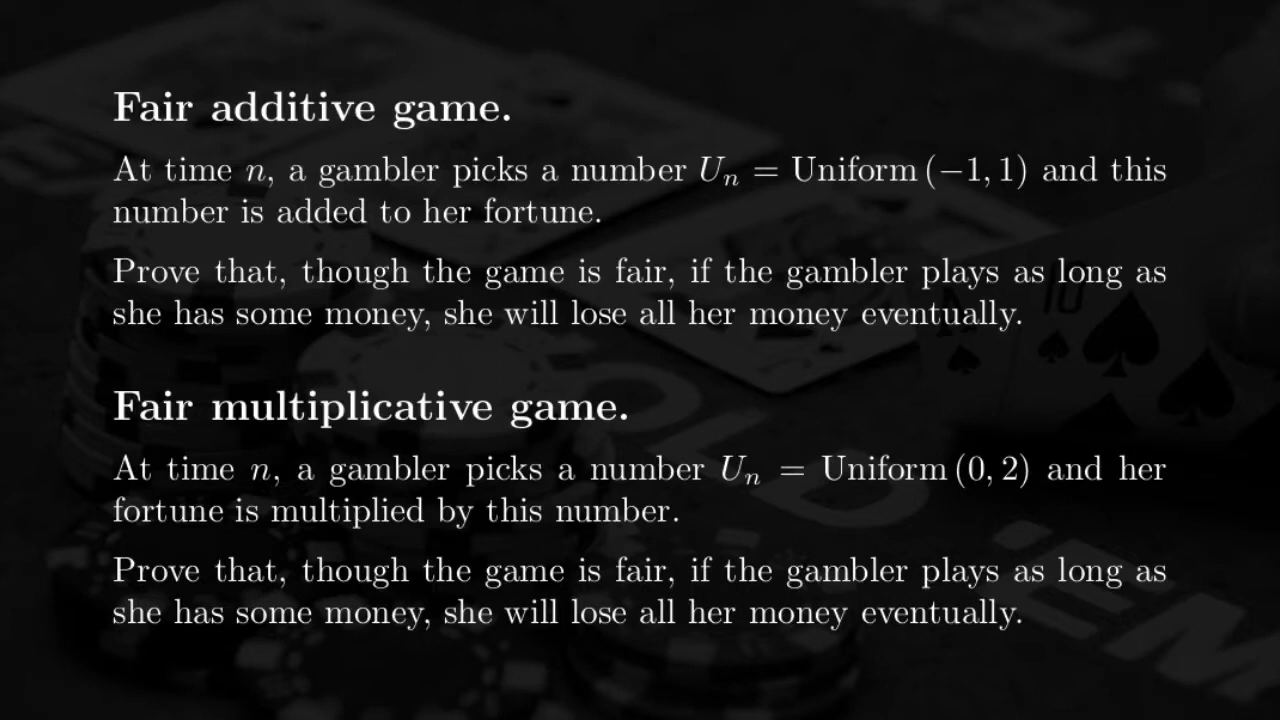 Fair additive game.
At time n, a gambler picks a number Uₙ = Uniform (−1, 1) and this
number is added to her fortune.
Prove that, though the game is fair, if the gambler plays as long as
she has some money, she will lose all her money eventually.
Fair multiplicative game.
At time n, a gambler picks a number Uₙ = Uniform (0, 2) and her
fortune is multiplied by this number.
Prove that, though the game is fair, if the gambler plays as long as
she has some money, she will lose all her money eventually.